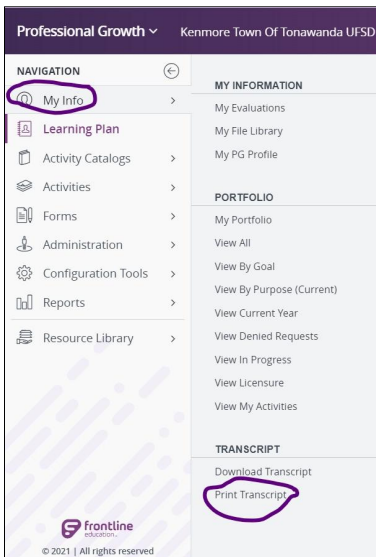 Professional Growth Kenmore Town Of Tonawanda UFSD
NAVIGATION
My Info
Learning Plan
Activity Catalogs
Activities
Forms
Administration
Configuration Tools
Reports
Resource Library
MY INFORMATION
My Evaluations
My File Library
My PG Profile
PORTFOLIO
My Portfolio
View All
View By Goal
View By Purpose (Current)
View Current Year
View Denied Requests
View In Progress
View Licensure
View My Activities
TRANSCRIPT
Download Transcript
Print Transcript
frontline
education
© 2021 | All rights reserved